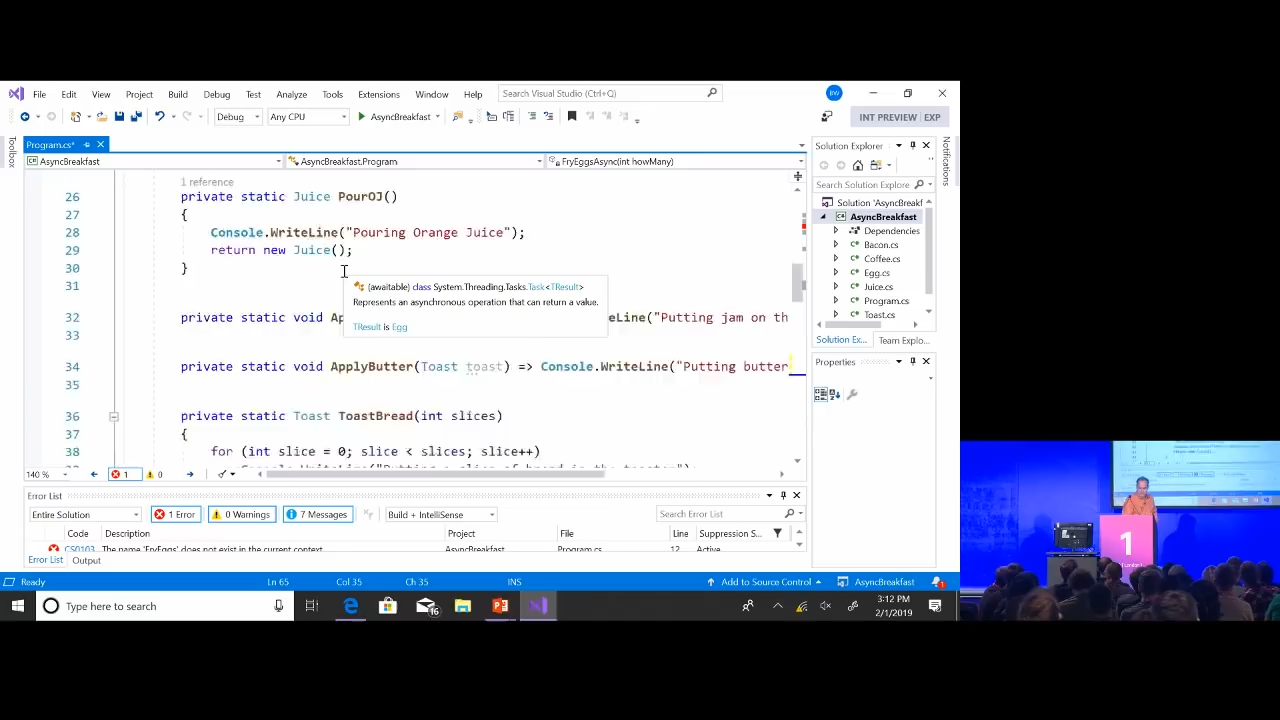 File Edit View Project Build Debug Test Analyze Tools Extensions Window Help Search Visual Studio (Ctrl+Q) BW
Debug Any CPU AsyncBreakfast INT PREVIEW EXP
Toolbox
Program.cs*
AsyncBreakfast AsyncBreakfast.Program FryEggsAsync(int howMany)
1 reference
26 private static Juice PourOJ()
27 {
28 Console.WriteLine("Pouring Orange Juice");
29 return new Juice();
30 }
31
(awaitable) class System.Threading.Tasks.Task<TResult>
Represents an asynchronous operation that can return a value.
TResult is Egg
32 private static void Ap eLine("Putting jam on th
33
34 private static void ApplyButter(Toast toast) => Console.WriteLine("Putting butter
35
36 private static Toast ToastBread(int slices)
37 {
38 for (int slice = 0; slice < slices; slice++)
140 % 1 0
Solution Explorer
Search Solution Explore
Solution 'AsyncBreakf
AsyncBreakfast
Dependencies
Bacon.cs
Coffee.cs
Egg.cs
Juice.cs
Program.cs
Toast.cs
Solution Ex... Team Explo...
Properties
Notifications
Error List
Entire Solution 1 Error 0 Warnings 7 Messages Build + IntelliSense Search Error List
Code Description Project File Line Suppression S...
CS0103 The name 'FryEggs' does not exist in the current context AsyncBreakfast Program.cs 12 Active
Error List Output
Ready Ln 65 Col 35 Ch 35 INS Add to Source Control AsyncBreakfast 1
Type here to search 16 3:12 PM
2/1/2019
1